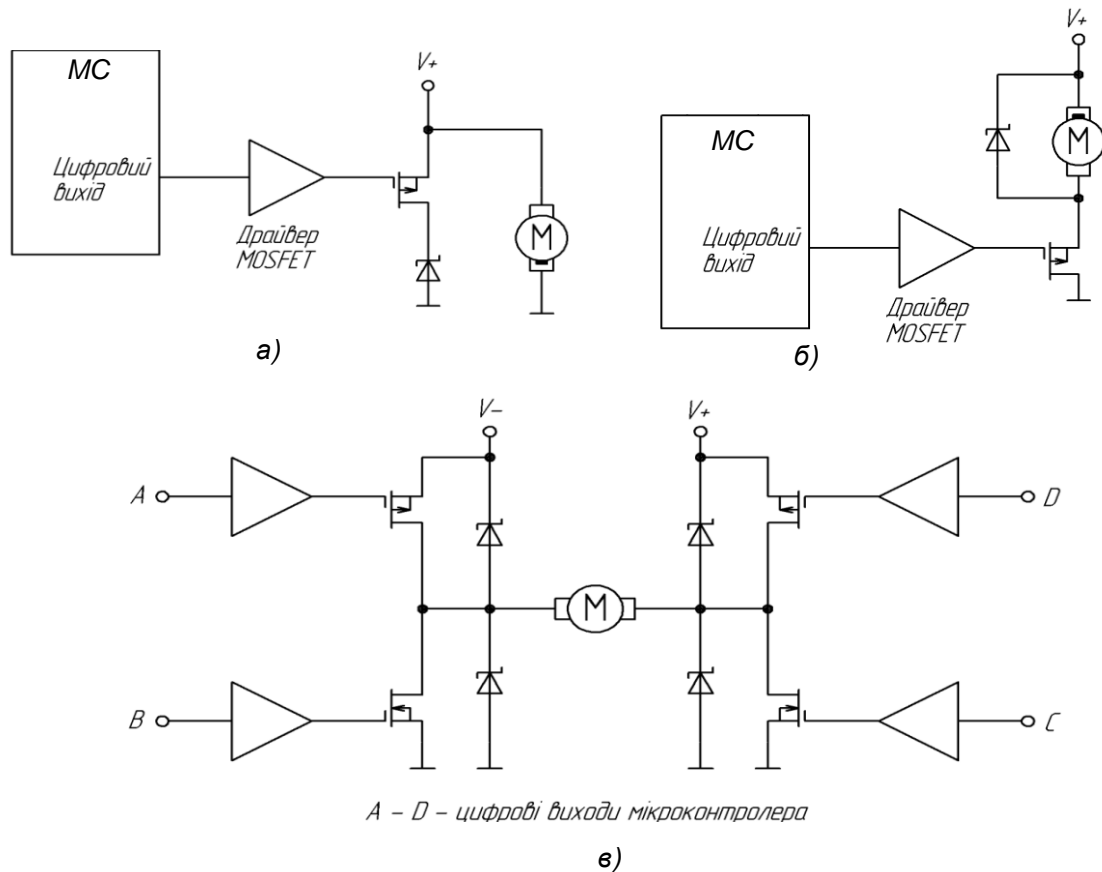 МС
V+
Цифровий
вихід
Драйвер
MOSFET
М
а)
V+
МС
М
Цифровий
вихід
Драйвер
MOSFET
б)
V–
V+
A
D
М
B
C
A – D – цифрові виходи мікроконтролера
в)